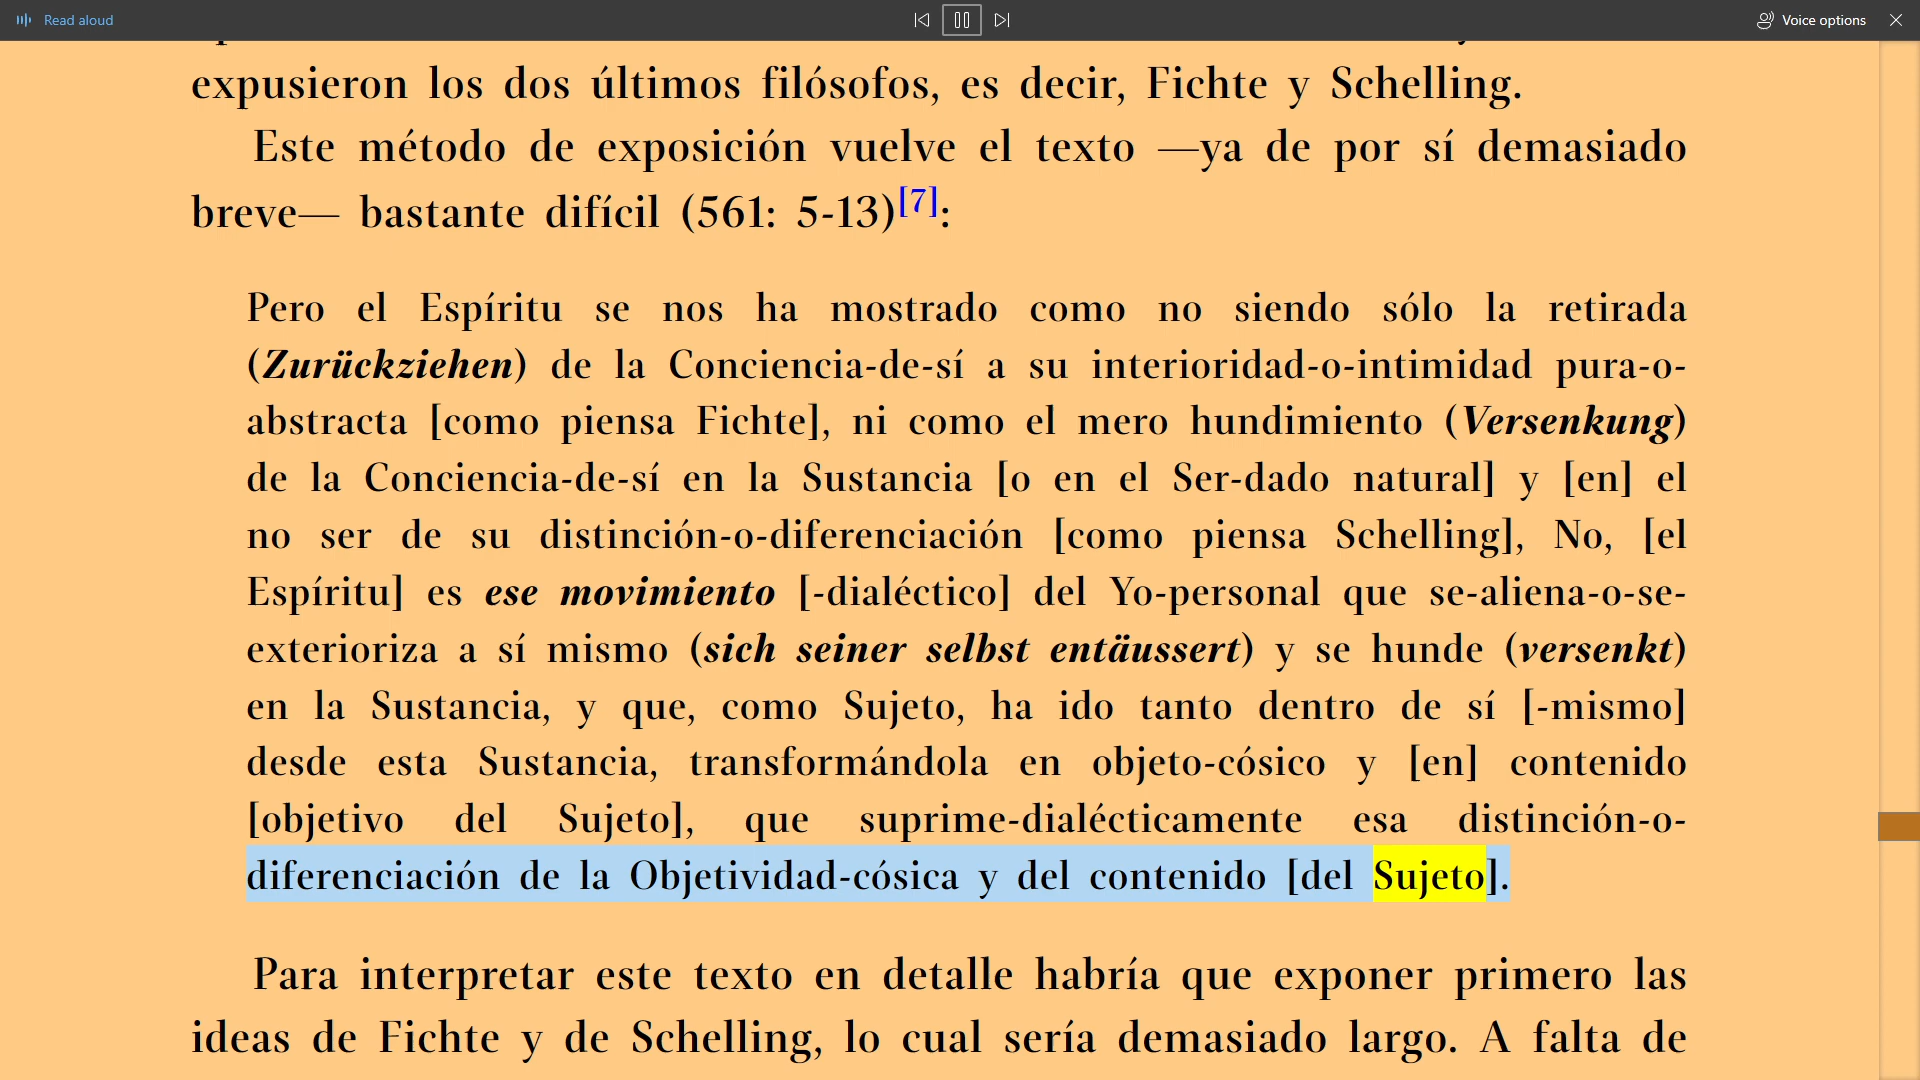 Read aloud
Voice options
expusieron los dos últimos filósofos, es decir, Fichte y Schelling.
Este método de exposición vuelve el texto —ya de por sí demasiado
breve— bastante difícil (561: 5-13)[7]:
Pero el Espíritu se nos ha mostrado como no siendo sólo la retirada
(Zurückziehen) de la Conciencia-de-sí a su interioridad-o-intimidad pura-o-
abstracta [como piensa Fichte], ni como el mero hundimiento (Versenkung)
de la Conciencia-de-sí en la Sustancia [o en el Ser-dado natural] y [en] el
no ser de su distinción-o-diferenciación [como piensa Schelling], No, [el
Espíritu] es ese movimiento [-dialéctico] del Yo-personal que se-aliena-o-se-
exterioriza a sí mismo (sich seiner selbst entäussert) y se hunde (versenkt)
en la Sustancia, y que, como Sujeto, ha ido tanto dentro de sí [-mismo]
desde esta Sustancia, transformándola en objeto-cósico y [en] contenido
[objetivo del Sujeto], que suprime-dialécticamente esa distinción-o-
diferenciación de la Objetividad-cósica y del contenido [del Sujeto].
Para interpretar este texto en detalle habría que exponer primero las
ideas de Fichte y de Schelling, lo cual sería demasiado largo. A falta de